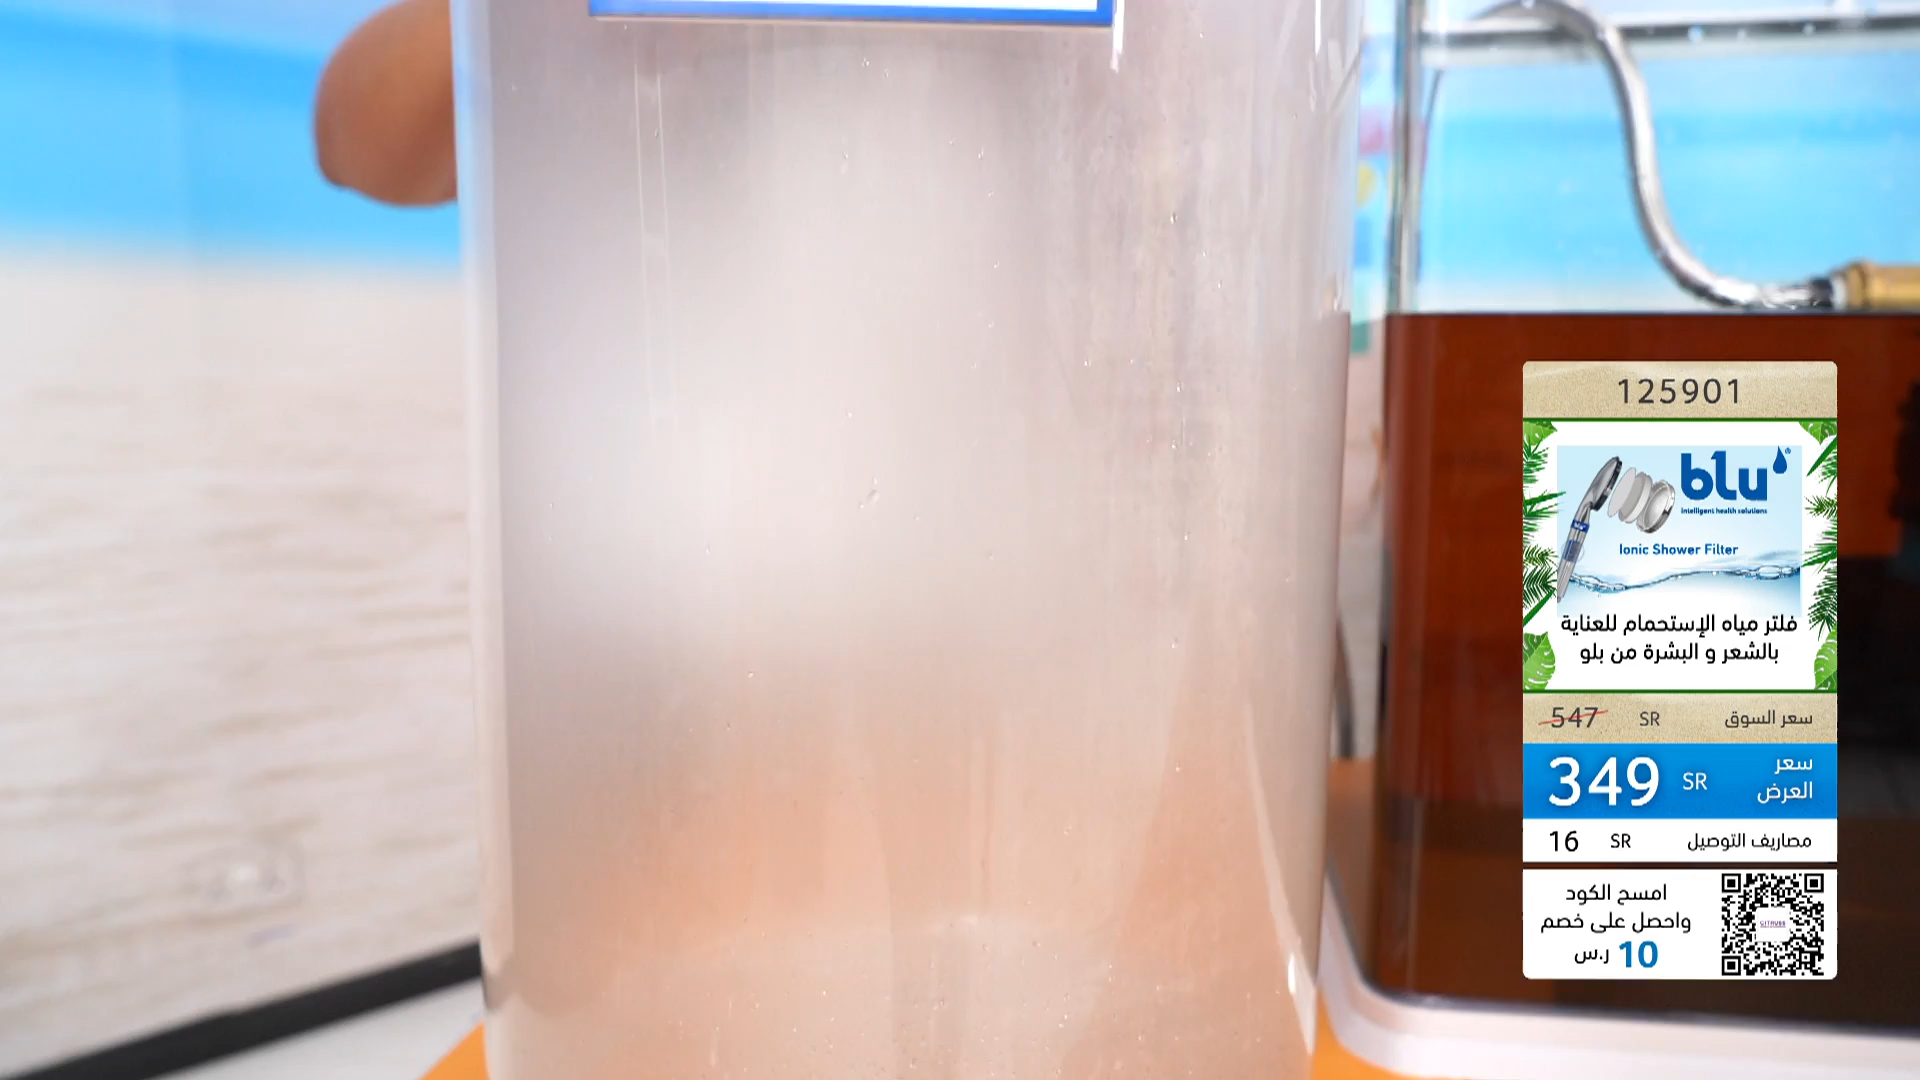 125901
blu
intelligent health solutions
Ionic Shower Filter
فلتر مياه الإستحمام للعناية
بالشعر و البشرة من بلو
سعر السوق SR 547
سعر العرض SR 349
مصاريف التوصيل SR 16
امسح الكود
واحصل على خصم
10 ر.س
CITRUSS